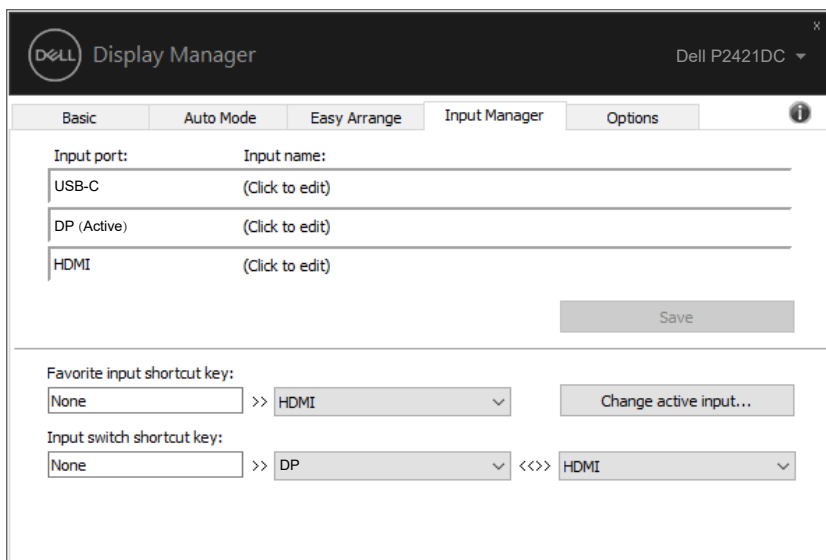 x
DELL Display Manager Dell P2421DC
Basic Auto Mode Easy Arrange Input Manager Options i
Input port: Input name:
USB-C (Click to edit)
DP (Active) (Click to edit)
HDMI (Click to edit)
Save
Favorite input shortcut key:
None >> HDMI Change active input...
Input switch shortcut key:
None >> DP <<>> HDMI